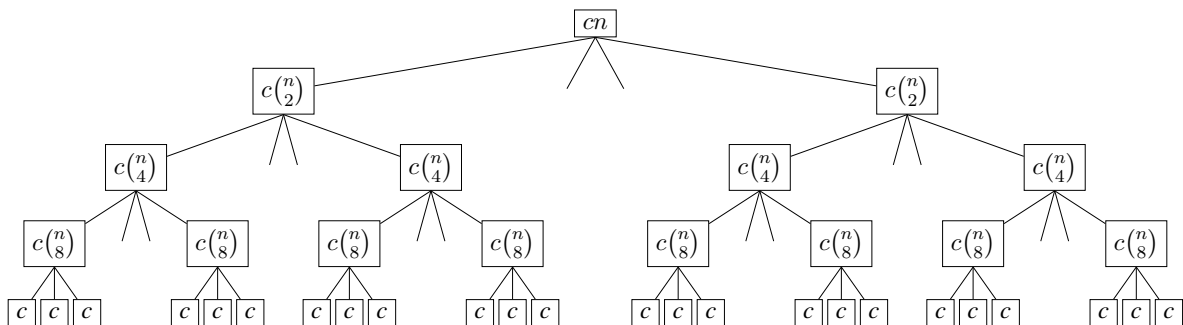 cn
c(n 2) c(n 2)
c(n 4) c(n 4) c(n 4) c(n 4)
c(n 8) c(n 8) c(n 8) c(n 8) c(n 8) c(n 8) c(n 8) c(n 8)
c c c c c c c c c c c c c c c c c c c c c c c c